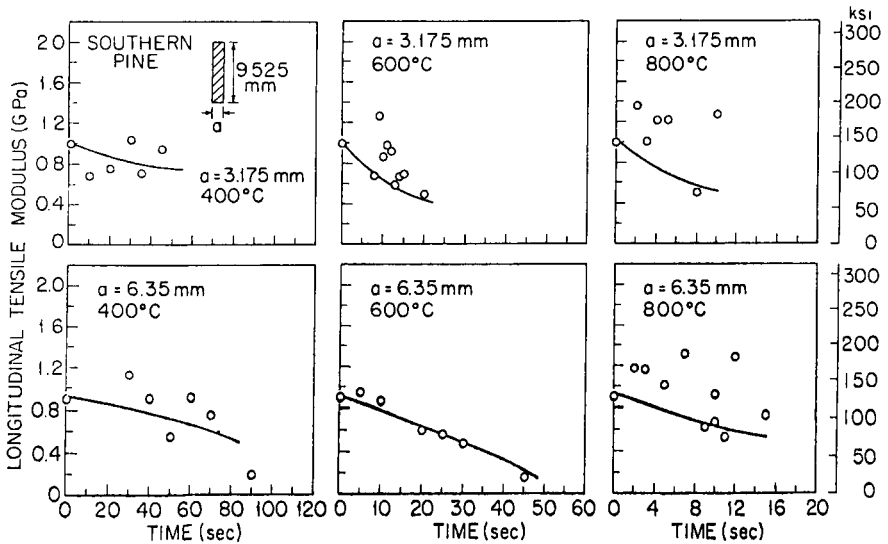 LONGITUDINAL TENSILE MODULUS (GPa)
2.0
1.6
1.2
0.8
0.4
0
SOUTHERN
PINE
9.525
mm
a
a = 3.175 mm
400°C
a = 3.175 mm
600°C
a = 3.175 mm
800°C
ksi
300
250
200
150
100
50
0
2.0
1.6
1.2
0.8
0.4
0
a = 6.35 mm
400°C
a = 6.35 mm
600°C
a = 6.35 mm
800°C
300
250
200
150
100
50
0
0 20 40 60 80 100 120
TIME (sec)
0 10 20 30 40 50 60
TIME (sec)
0 4 8 12 16 20
TIME (sec)